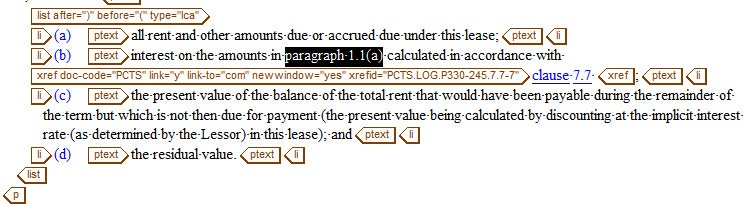 list after=")" before="(" type="lca"
li (a) ptext all rent and other amounts due or accrued due under this lease; ptext li
li (b) ptext interest on the amounts in paragraph 1.1(a) calculated in accordance with
xref doc-code="PCTS" link="y" link-to="com" newwindow="yes" xrefid="PCTS.LOG.P330-245.7.7-7" clause 7.7 xref ; ptext li
li (c) ptext the present value of the balance of the total rent that would have been payable during the remainder of
the term but which is not then due for payment (the present value being calculated by discounting at the implicit interest
rate (as determined by the Lessor) in this lease); and ptext li
li (d) ptext the residual value. ptext li
list
p